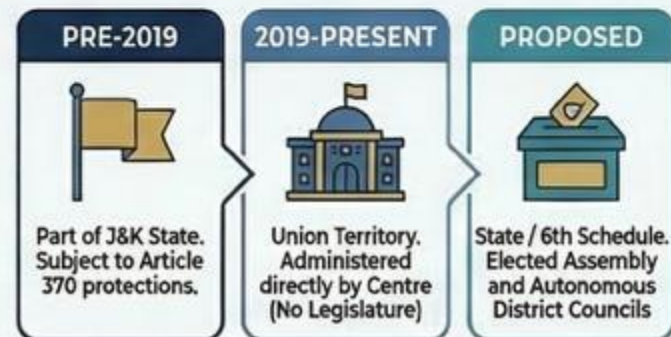 PRE-2019
Part of J&K State.
Subject to Article
370 protections.
2019-PRESENT
Union Territory.
Administered
directly by Centre
(No Legislature)
PROPOSED
State / 6th Schedule.
Elected Assembly
and Autonomous
District Councils